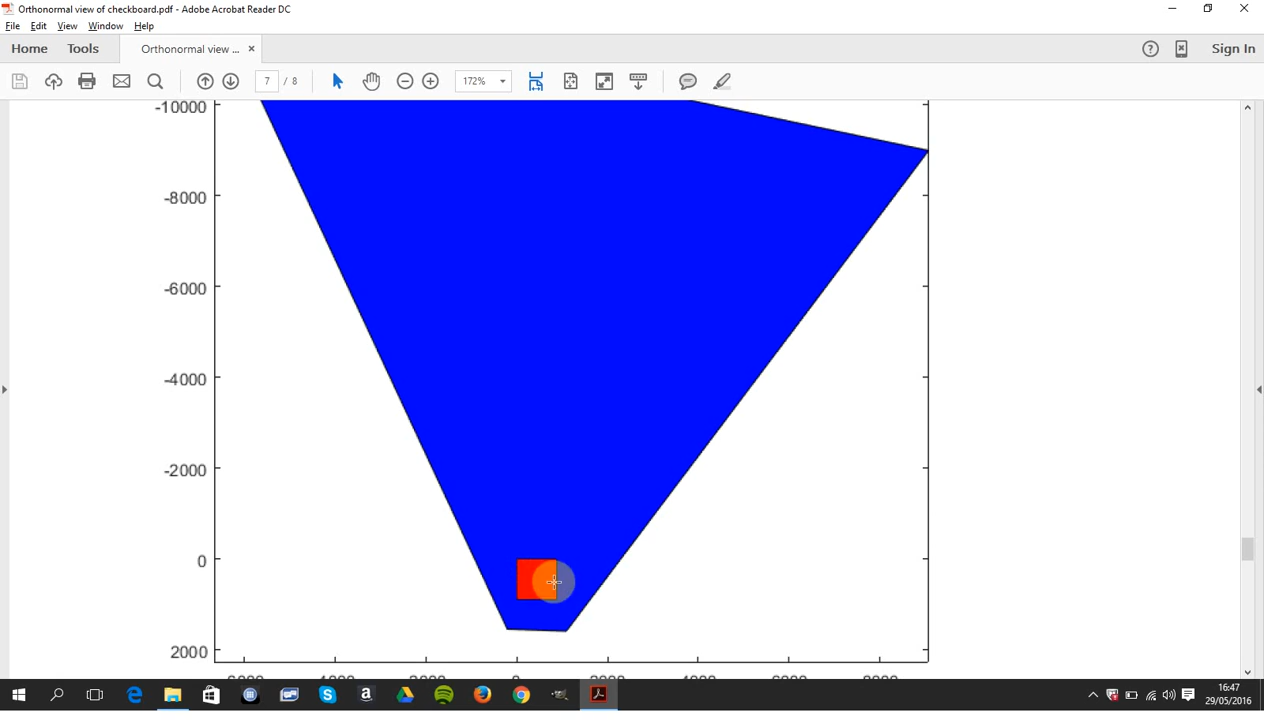 Orthonormal view of checkboard.pdf - Adobe Acrobat Reader DC
File Edit View Window Help
Home Tools Orthonormal view ... × Sign In
7 / 8 172%
-10000
-8000
-6000
-4000
-2000
0
2000
16:47
29/05/2016